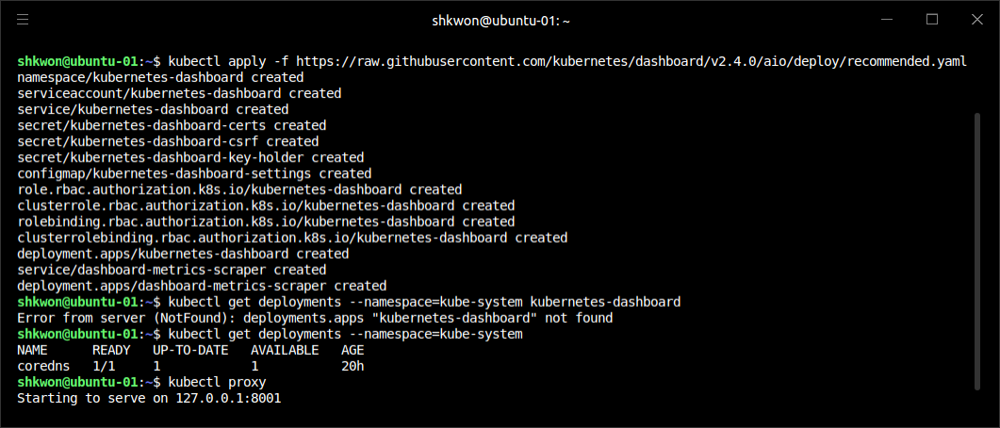 shkwon@ubuntu-01: ~
shkwon@ubuntu-01:~$ kubectl apply -f https://raw.githubusercontent.com/kubernetes/dashboard/v2.4.0/aio/deploy/recommended.yaml
namespace/kubernetes-dashboard created
serviceaccount/kubernetes-dashboard created
service/kubernetes-dashboard created
secret/kubernetes-dashboard-certs created
secret/kubernetes-dashboard-csrf created
secret/kubernetes-dashboard-key-holder created
configmap/kubernetes-dashboard-settings created
role.rbac.authorization.k8s.io/kubernetes-dashboard created
clusterrole.rbac.authorization.k8s.io/kubernetes-dashboard created
rolebinding.rbac.authorization.k8s.io/kubernetes-dashboard created
clusterrolebinding.rbac.authorization.k8s.io/kubernetes-dashboard created
deployment.apps/kubernetes-dashboard created
service/dashboard-metrics-scraper created
deployment.apps/dashboard-metrics-scraper created
shkwon@ubuntu-01:~$ kubectl get deployments --namespace=kube-system kubernetes-dashboard
Error from server (NotFound): deployments.apps "kubernetes-dashboard" not found
shkwon@ubuntu-01:~$ kubectl get deployments --namespace=kube-system
NAME      READY   UP-TO-DATE   AVAILABLE   AGE
coredns   1/1     1            1           20h
shkwon@ubuntu-01:~$ kubectl proxy
Starting to serve on 127.0.0.1:8001